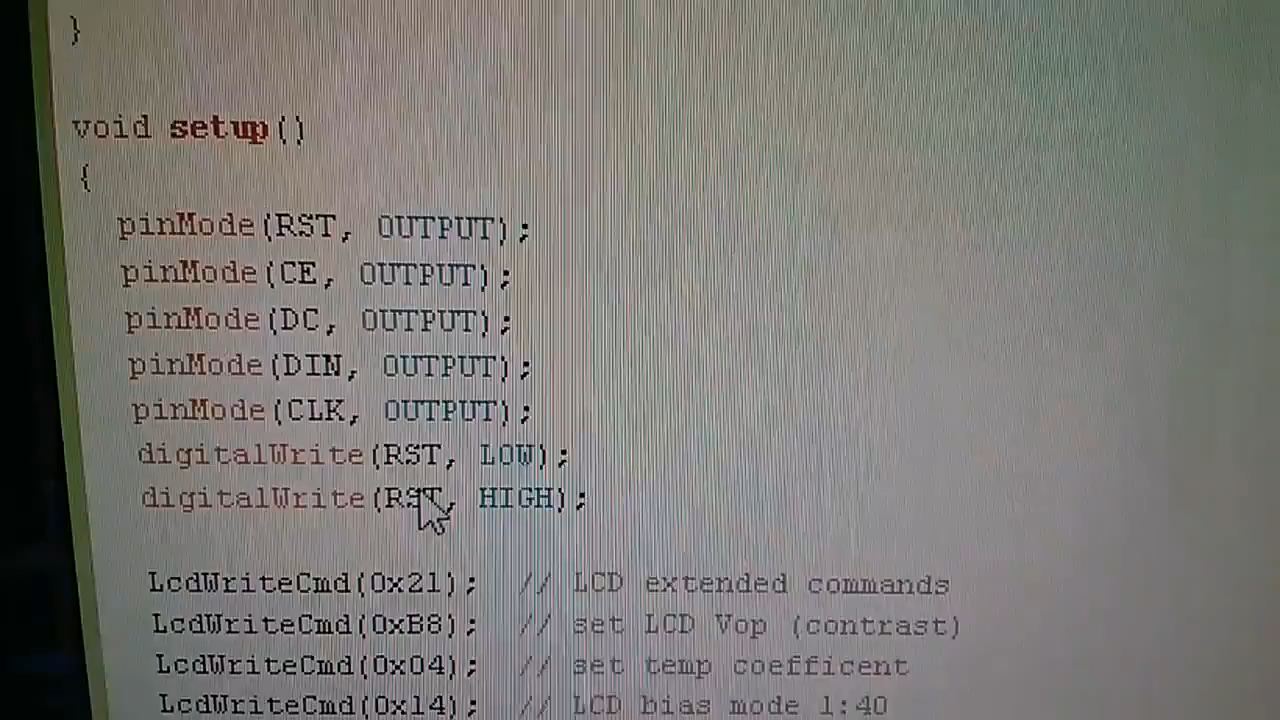 }
void setup()
{
pinMode(RST, OUTPUT);
pinMode(CE, OUTPUT);
pinMode(DC, OUTPUT);
pinMode(DIN, OUTPUT);
pinMode(CLK, OUTPUT);
digitalWrite(RST, LOW);
digitalWrite(RST, HIGH);
LcdWriteCmd(0x21);  // LCD extended commands
LcdWriteCmd(0xB8);  // set LCD Vop (contrast)
LcdWriteCmd(0x04);  // set temp coefficent
LcdWriteCmd(0x14);  // LCD bias mode 1:40